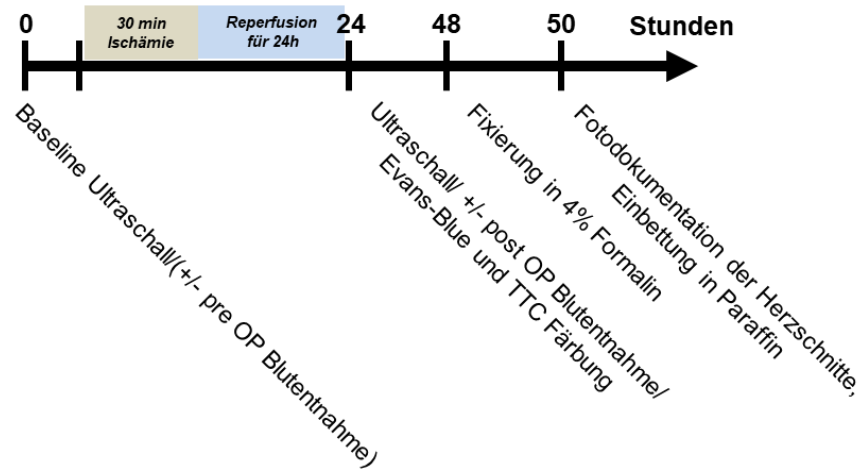 0
30 min
Ischämie
Reperfusion
für 24h
24
48
50
Stunden
Baseline Ultraschall/(+/- pre OP Blutentnahme)
Ultraschall/ +/- post OP Blutentnahme/
Evans-Blue und TTC Färbung
Fixierung in 4% Formalin
Fotodokumentation der Herzschnitte,
Einbettung in Paraffin